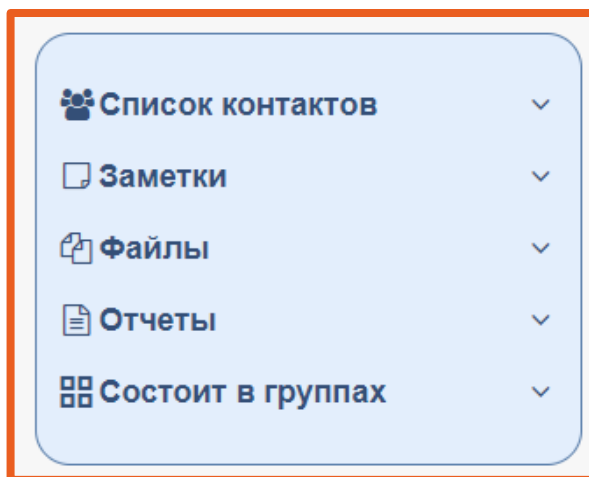 Список контактов
Заметки
Файлы
Отчеты
Состоит в группах